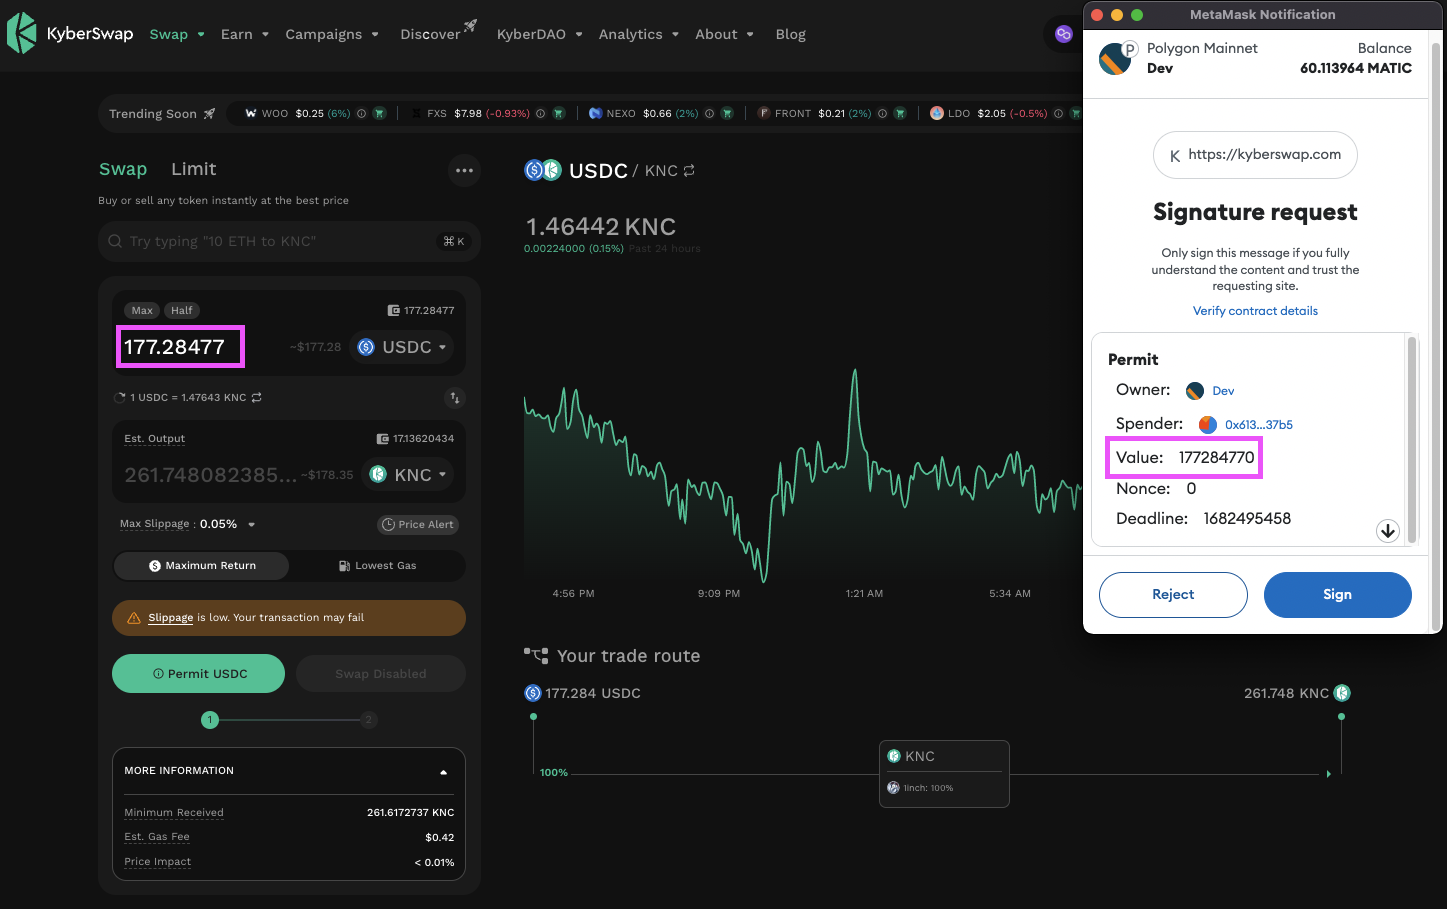 KyberSwap Swap Earn Campaigns Discover KyberDAO Analytics About Blog
Trending Soon WOO $0.25 (6%) FXS $7.98 (-0.93%) NEXO $0.66 (2%) FRONT $0.21 (2%) LDO $2.05 (-0.5%)
Swap Limit
Buy or sell any token instantly at the best price
Try typing "10 ETH to KNC" ⌘ K
Max Half 177.28477
177.28477 ~$177.28 USDC
1 USDC = 1.47643 KNC
Est. Output 17.13620434
261.748082385... ~$178.35 KNC
Max Slippage : 0.05% Price Alert
Maximum Return Lowest Gas
Slippage is low. Your transaction may fail
Permit USDC Swap Disabled
1 2
MORE INFORMATION
Minimum Received 261.6172737 KNC
Est. Gas Fee $0.42
Price Impact < 0.01%
USDC / KNC
1.46442 KNC
0.00224000 (0.15%) Past 24 hours
4:56 PM 9:09 PM 1:21 AM 5:34 AM
Your trade route
177.284 USDC 261.748 KNC
100%
KNC
1inch: 100%
MetaMask Notification
P Polygon Mainnet Balance
Dev 60.113964 MATIC
K https://kyberswap.com
Signature request
Only sign this message if you fully
understand the content and trust the
requesting site.
Verify contract details
Permit
Owner: Dev
Spender: 0x613...37b5
Value: 177284770
Nonce: 0
Deadline: 1682495458
Reject Sign